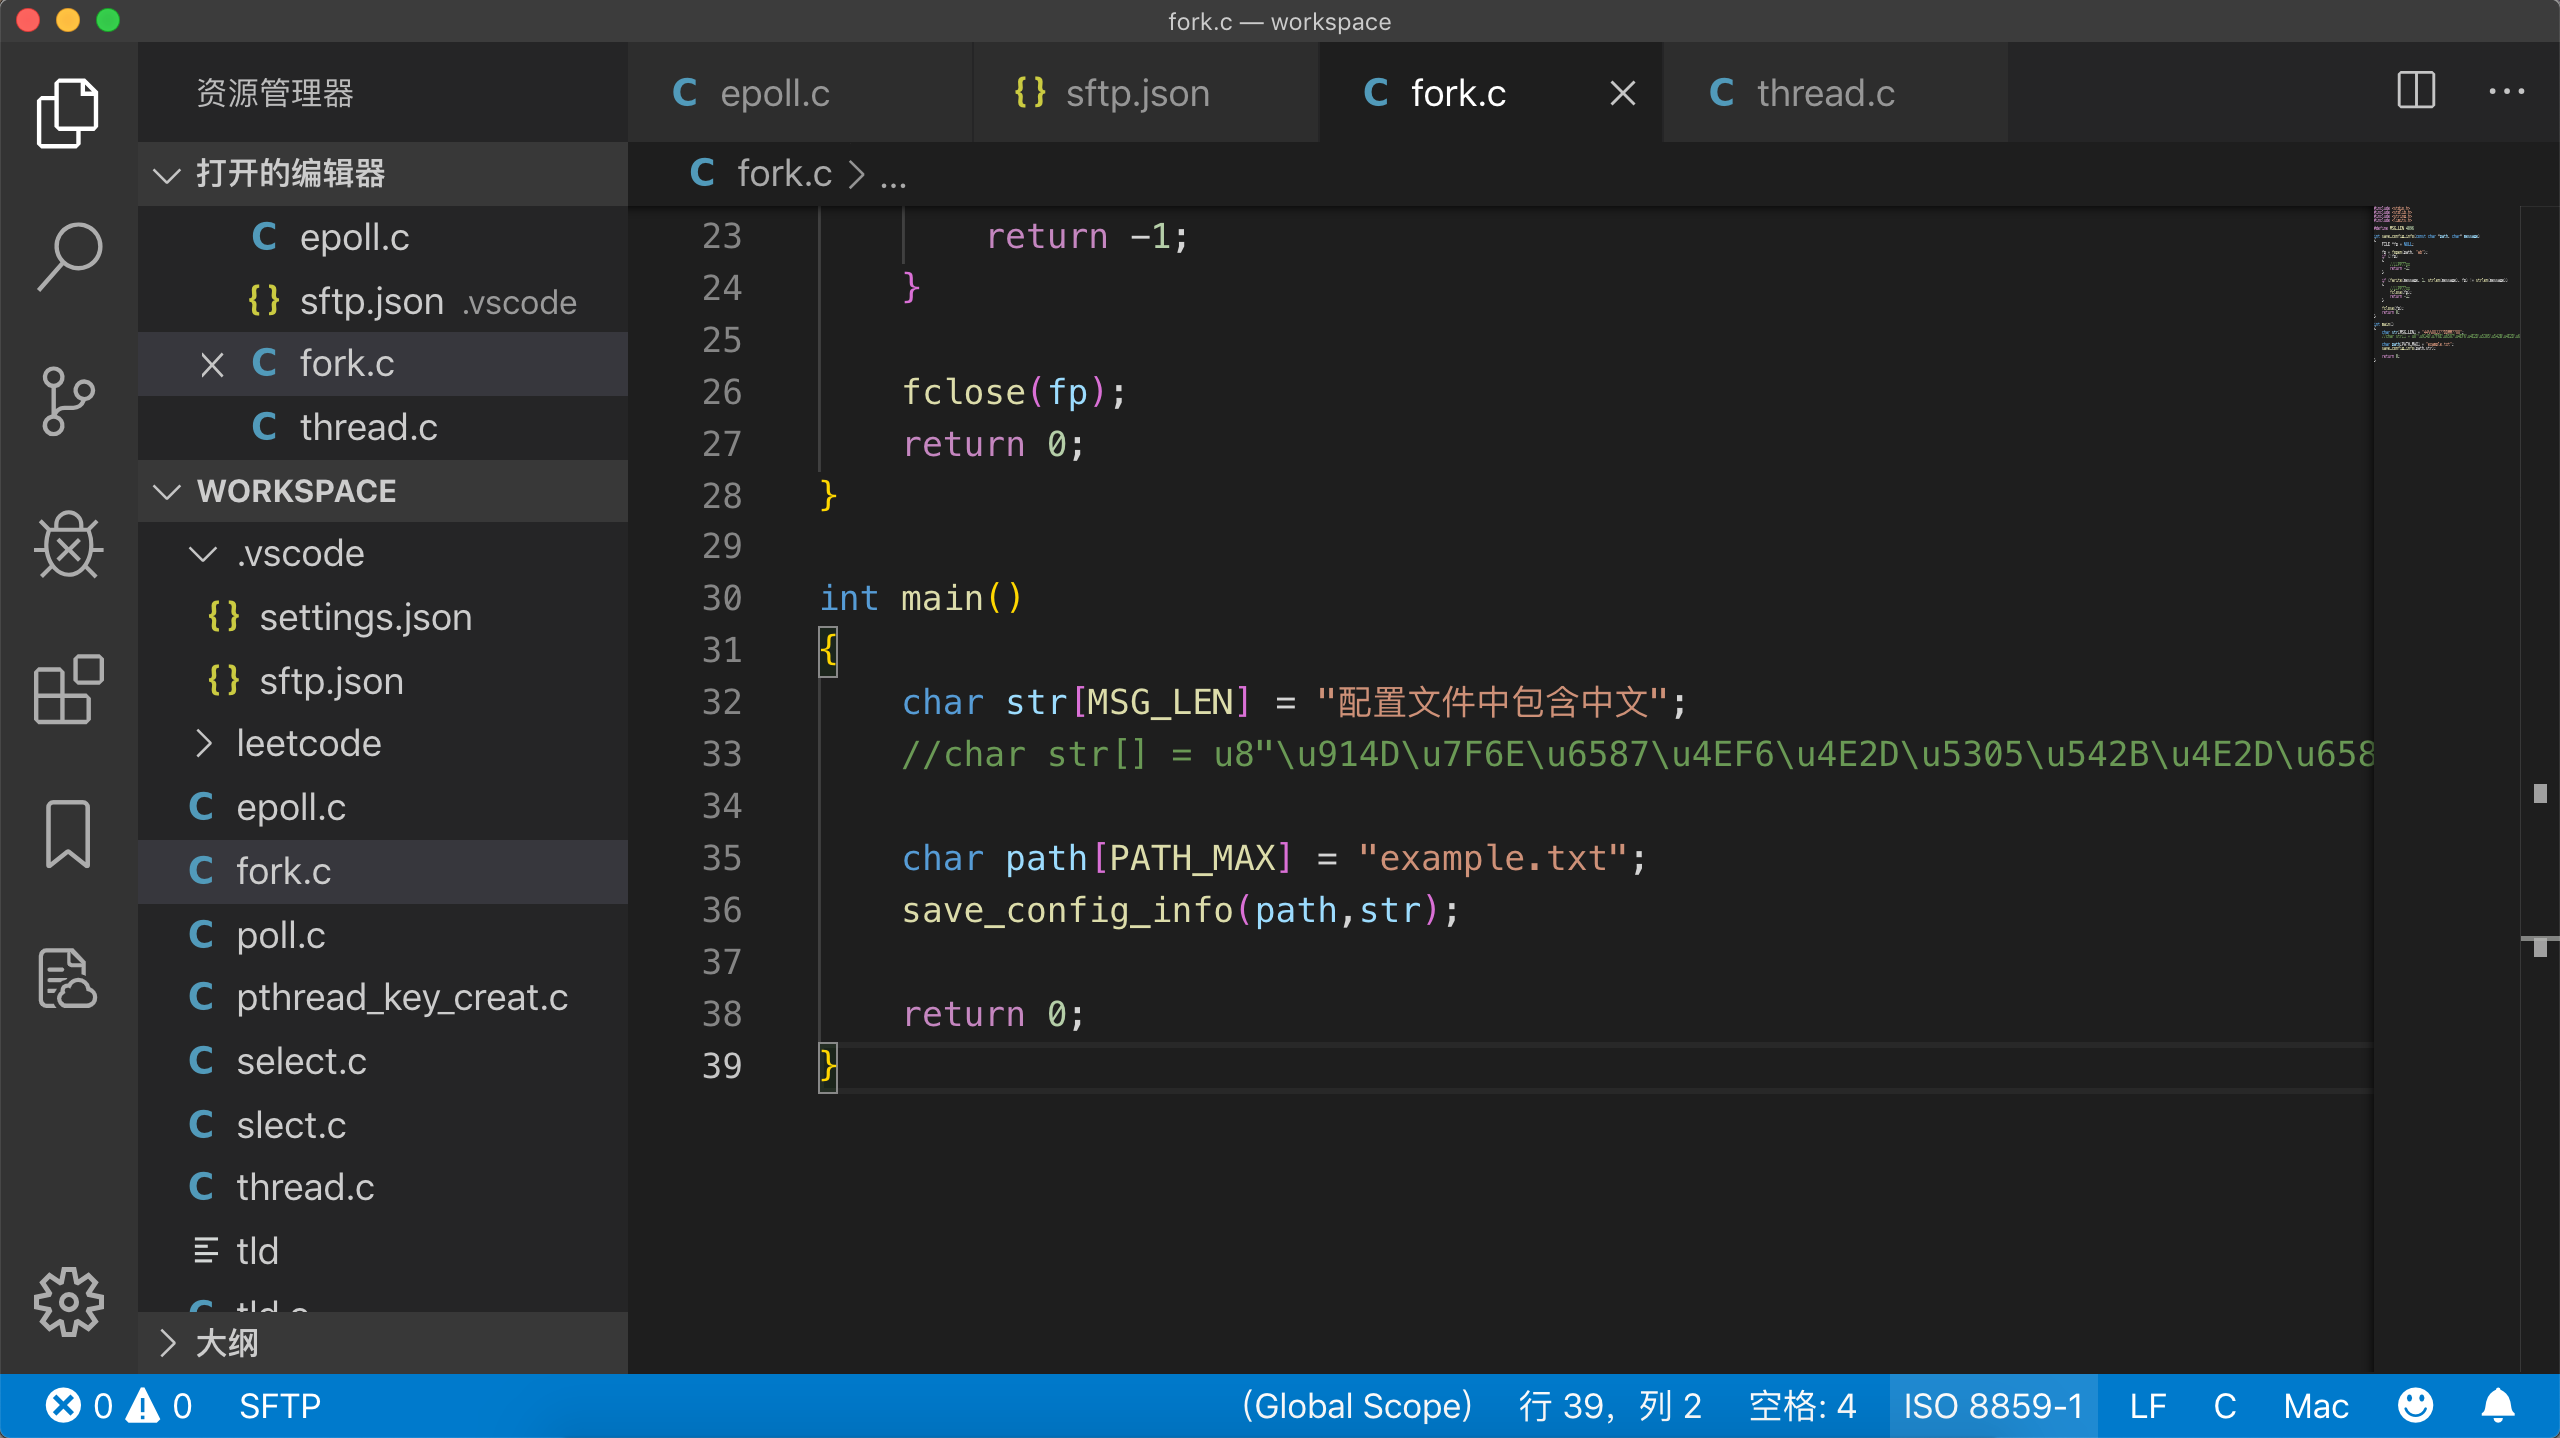 fork.c — workspace
资源管理器
打开的编辑器
epoll.c
sftp.json .vscode
fork.c
thread.c
WORKSPACE
.vscode
settings.json
sftp.json
leetcode
epoll.c
fork.c
poll.c
pthread_key_creat.c
select.c
slect.c
thread.c
tld
大纲
epoll.c
sftp.json
fork.c
thread.c
fork.c > ...
23 return -1;
24 }
25
26 fclose(fp);
27 return 0;
28 }
29
30 int main()
31 {
32 char str[MSG_LEN] = "配置文件中包含中文";
33 //char str[] = u8"\u914D\u7F6E\u6587\u4EF6\u4E2D\u5305\u542B\u4E2D\u658
34
35 char path[PATH_MAX] = "example.txt";
36 save_config_info(path,str);
37
38 return 0;
39 }
0 0 SFTP (Global Scope) 行 39，列 2 空格: 4 ISO 8859-1 LF C Mac